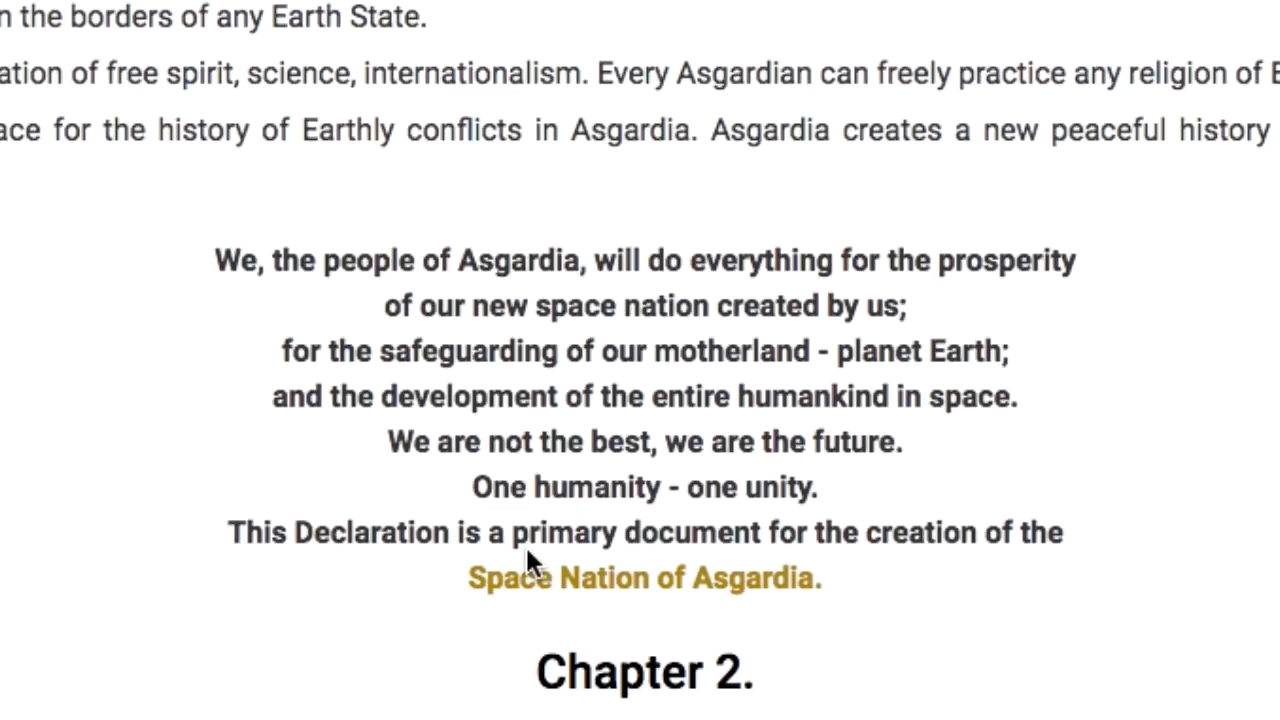 n the borders of any Earth State.
ation of free spirit, science, internationalism. Every Asgardian can freely practice any religion of E
ace for the history of Earthly conflicts in Asgardia. Asgardia creates a new peaceful history
We, the people of Asgardia, will do everything for the prosperity
of our new space nation created by us;
for the safeguarding of our motherland - planet Earth;
and the development of the entire humankind in space.
We are not the best, we are the future.
One humanity - one unity.
This Declaration is a primary document for the creation of the
Space Nation of Asgardia.
Chapter 2.